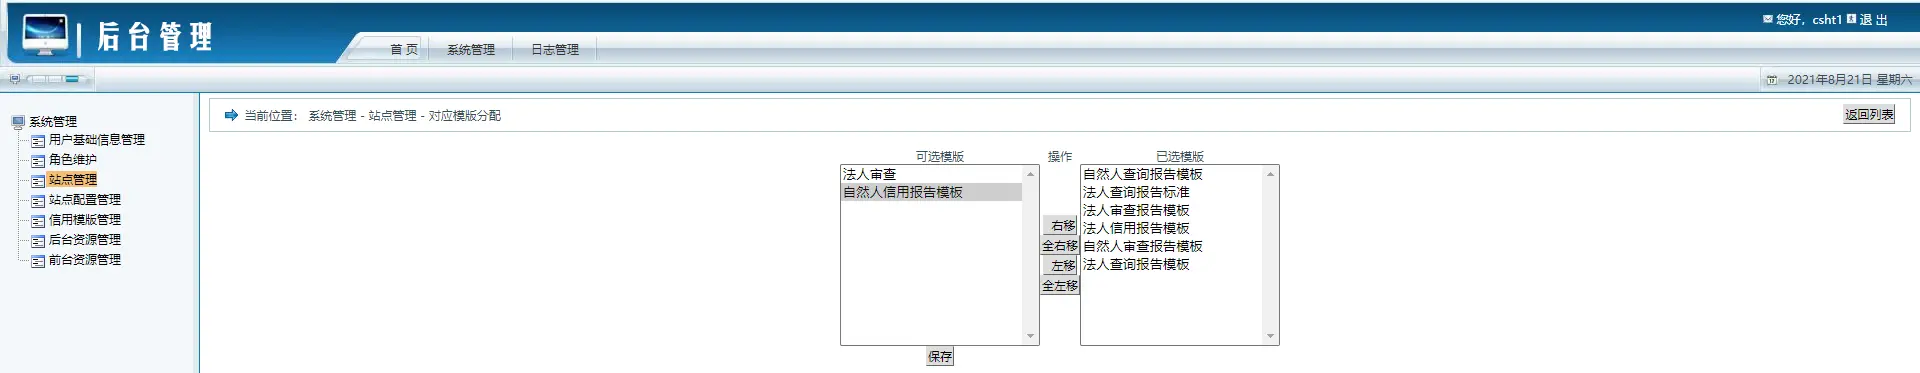 后台管理
您好，csht1 退 出
首 页 系统管理 日志管理
2021年8月21日 星期六
系统管理
用户基础信息管理
角色维护
站点管理
站点配置管理
信用模版管理
后台资源管理
前台资源管理
当前位置： 系统管理 - 站点管理 - 对应模版分配
返回列表
可选模版 操作 已选模版
法人审查
自然人信用报告模板
右移
全右移
左移
全左移
自然人查询报告模板
法人查询报告标准
法人审查报告模板
法人信用报告模板
自然人审查报告模板
法人查询报告模板
保存